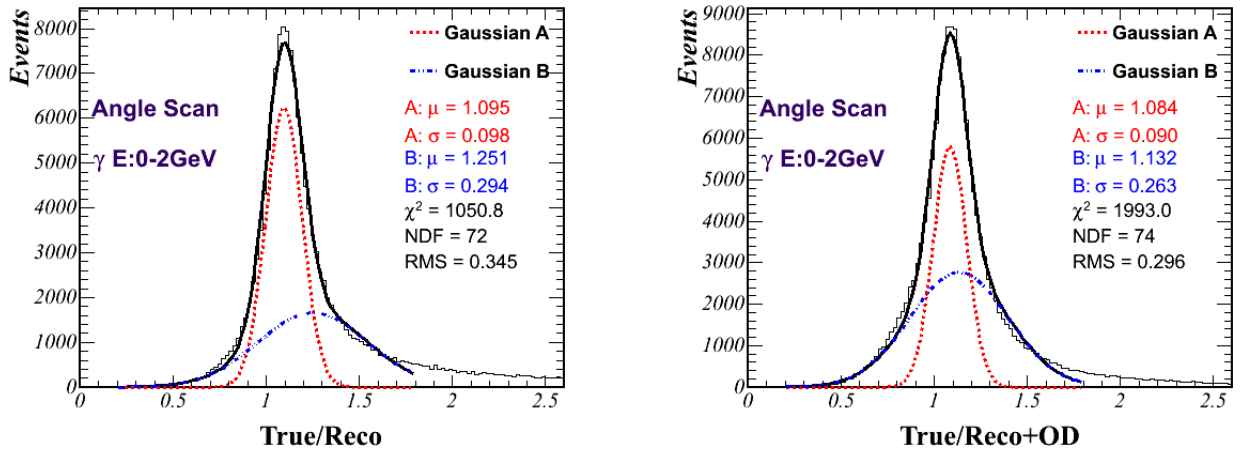 Events
8000
7000
6000
5000
4000
3000
2000
1000
0
0 0.5 1 1.5 2 2.5
True/Reco
Angle Scan
γ E:0-2GeV
Gaussian A
Gaussian B
A: μ = 1.095
A: σ = 0.098
B: μ = 1.251
B: σ = 0.294
χ² = 1050.8
NDF = 72
RMS = 0.345
Events
9000
8000
7000
6000
5000
4000
3000
2000
1000
0
0 0.5 1 1.5 2 2.5
True/Reco+OD
Angle Scan
γ E:0-2GeV
Gaussian A
Gaussian B
A: μ = 1.084
A: σ = 0.090
B: μ = 1.132
B: σ = 0.263
χ² = 1993.0
NDF = 74
RMS = 0.296